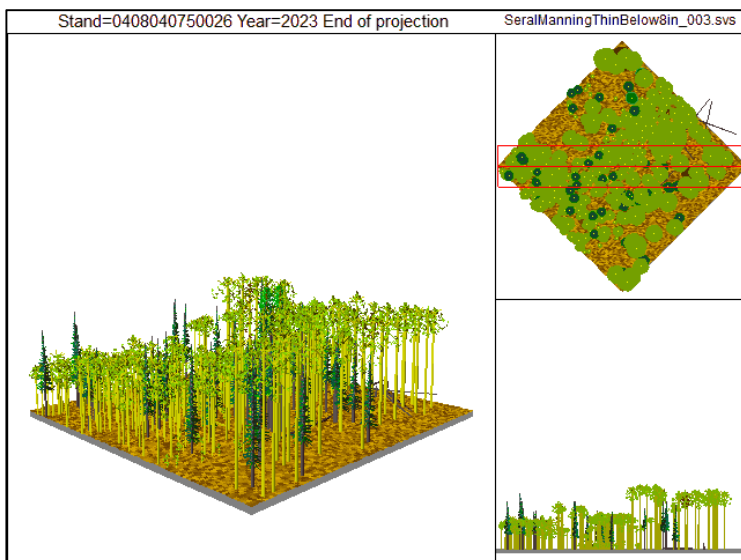 Stand=0408040750026 Year=2023 End of projection
SeralManningThinBelow8in_003.svs